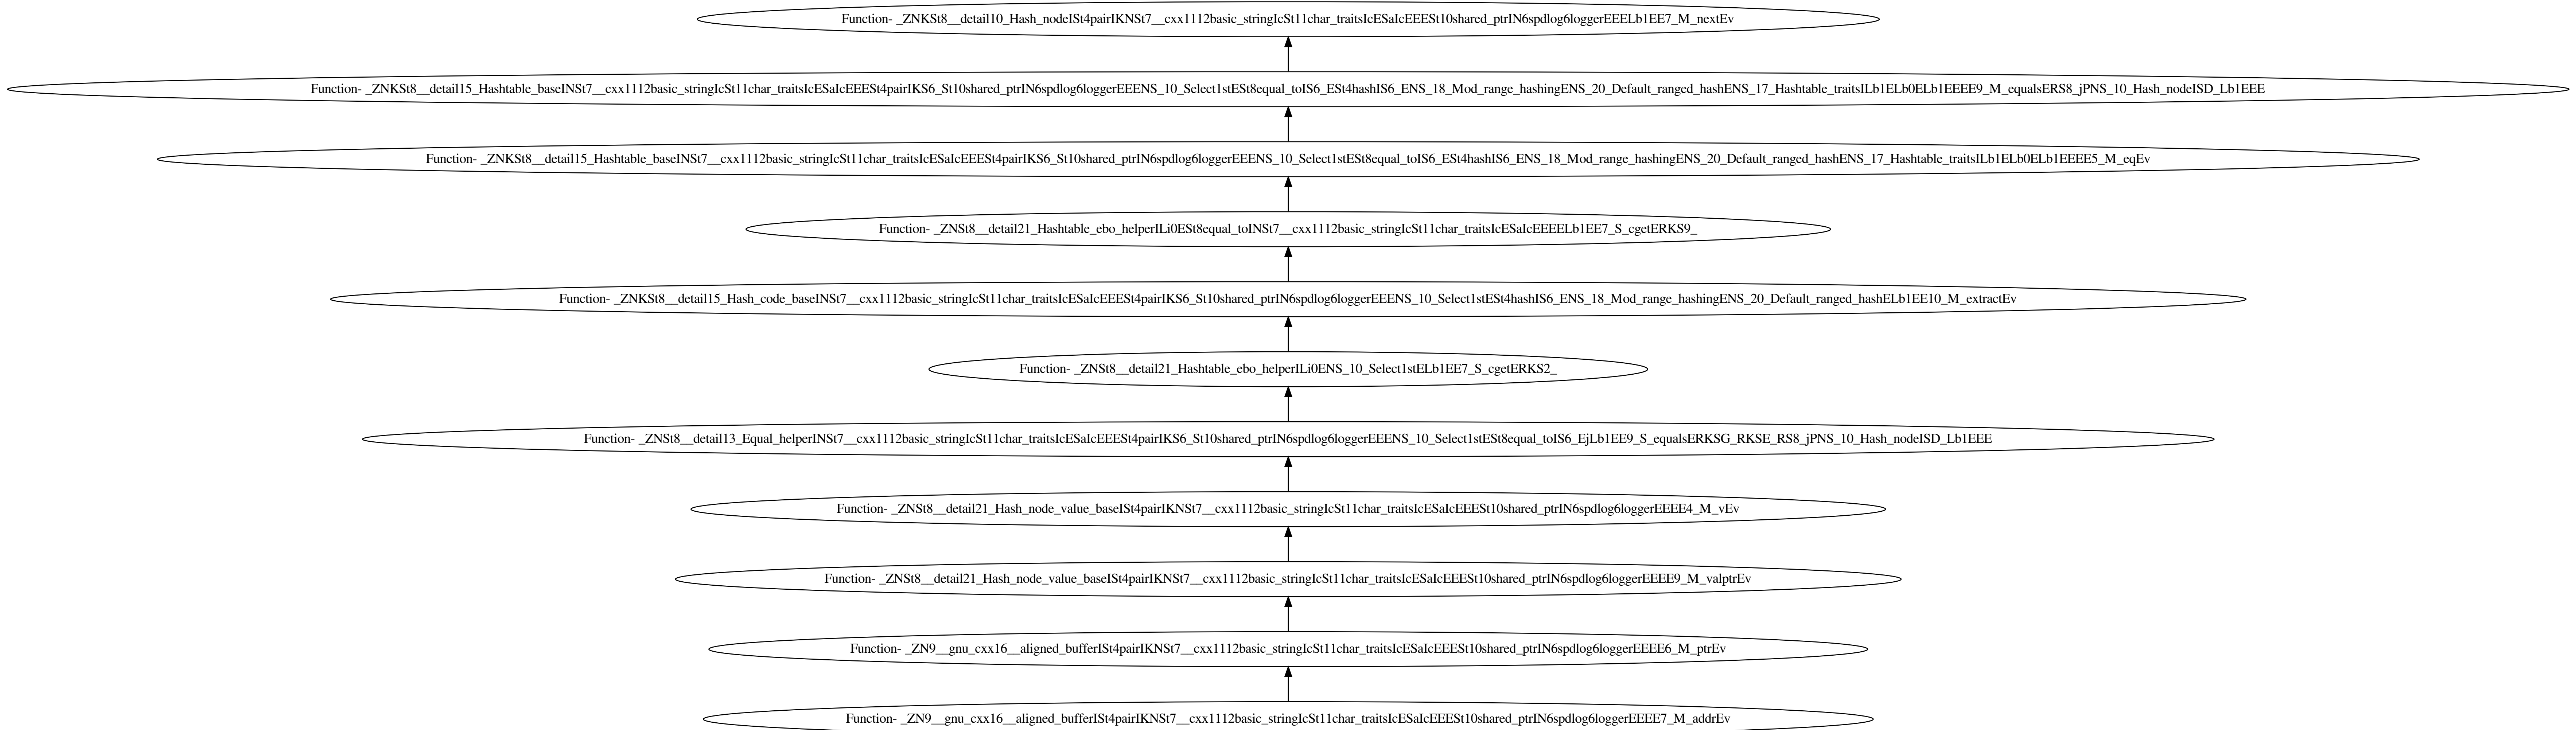 Function- _ZNKSt8__detail10_Hash_nodeISt4pairIKNSt7__cxx1112basic_stringIcSt11char_traitsIcESaIcEEESt10shared_ptrIN6spdlog6loggerEEELb1EE7_M_nextEv
Function- _ZNKSt8__detail15_Hashtable_baseINSt7__cxx1112basic_stringIcSt11char_traitsIcESaIcEEESt4pairIKS6_St10shared_ptrIN6spdlog6loggerEEENS_10_Select1stESt8equal_toIS6_ESt4hashIS6_ENS_18_Mod_range_hashingENS_20_Default_ranged_hashENS_17_Hashtable_traitsILb1ELb0ELb1EEEE9_M_equalsERS8_jPNS_10_Hash_nodeISD_Lb1EEE
Function- _ZNKSt8__detail15_Hashtable_baseINSt7__cxx1112basic_stringIcSt11char_traitsIcESaIcEEESt4pairIKS6_St10shared_ptrIN6spdlog6loggerEEENS_10_Select1stESt8equal_toIS6_ESt4hashIS6_ENS_18_Mod_range_hashingENS_20_Default_ranged_hashENS_17_Hashtable_traitsILb1ELb0ELb1EEEE5_M_eqEv
Function- _ZNSt8__detail21_Hashtable_ebo_helperILi0ESt8equal_toINSt7__cxx1112basic_stringIcSt11char_traitsIcESaIcEEEELb1EE7_S_cgetERKS9_
Function- _ZNKSt8__detail15_Hash_code_baseINSt7__cxx1112basic_stringIcSt11char_traitsIcESaIcEEESt4pairIKS6_St10shared_ptrIN6spdlog6loggerEEENS_10_Select1stESt4hashIS6_ENS_18_Mod_range_hashingENS_20_Default_ranged_hashELb1EE10_M_extractEv
Function- _ZNSt8__detail21_Hashtable_ebo_helperILi0ENS_10_Select1stELb1EE7_S_cgetERKS2_
Function- _ZNSt8__detail13_Equal_helperINSt7__cxx1112basic_stringIcSt11char_traitsIcESaIcEEESt4pairIKS6_St10shared_ptrIN6spdlog6loggerEEENS_10_Select1stESt8equal_toIS6_EjLb1EE9_S_equalsERKSG_RKSE_RS8_jPNS_10_Hash_nodeISD_Lb1EEE
Function- _ZNSt8__detail21_Hash_node_value_baseISt4pairIKNSt7__cxx1112basic_stringIcSt11char_traitsIcESaIcEEESt10shared_ptrIN6spdlog6loggerEEEE4_M_vEv
Function- _ZNSt8__detail21_Hash_node_value_baseISt4pairIKNSt7__cxx1112basic_stringIcSt11char_traitsIcESaIcEEESt10shared_ptrIN6spdlog6loggerEEEE9_M_valptrEv
Function- _ZN9__gnu_cxx16__aligned_bufferISt4pairIKNSt7__cxx1112basic_stringIcSt11char_traitsIcESaIcEEESt10shared_ptrIN6spdlog6loggerEEEE6_M_ptrEv
Function- _ZN9__gnu_cxx16__aligned_bufferISt4pairIKNSt7__cxx1112basic_stringIcSt11char_traitsIcESaIcEEESt10shared_ptrIN6spdlog6loggerEEEE7_M_addrEv